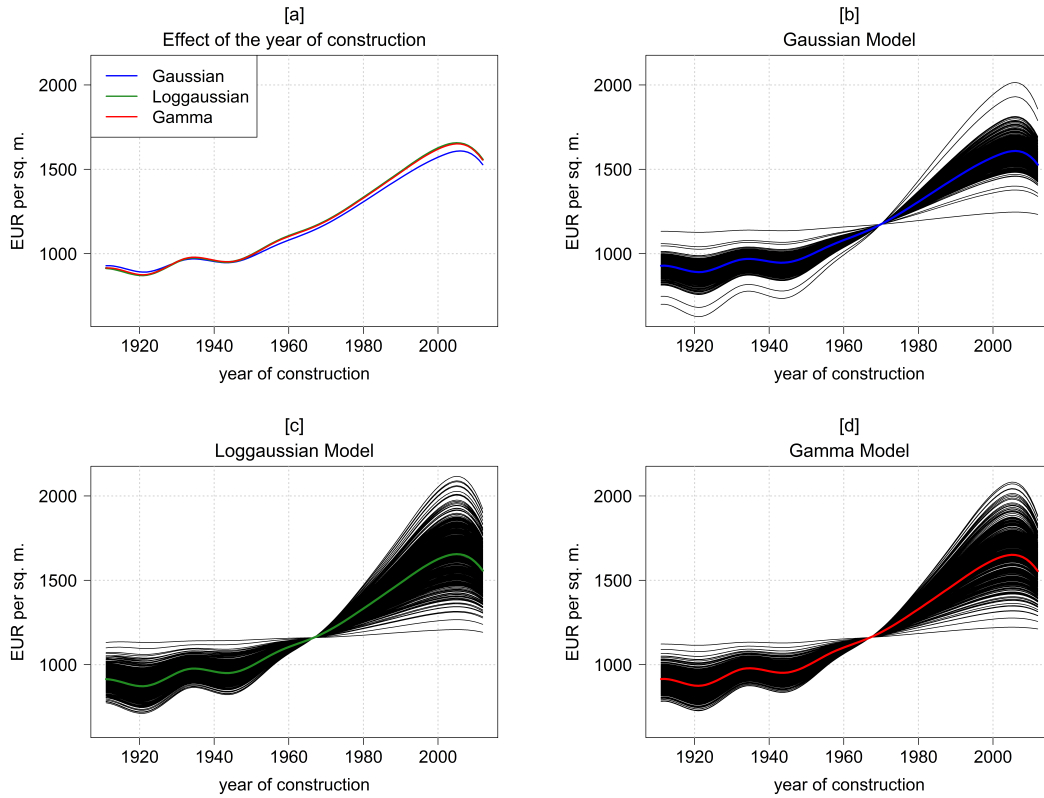 [a]
Effect of the year of construction
Gaussian
Loggaussian
Gamma
EUR per sq. m.
2000
1500
1000
1920 1940 1960 1980 2000
year of construction
[b]
Gaussian Model
EUR per sq. m.
2000
1500
1000
1920 1940 1960 1980 2000
year of construction
[c]
Loggaussian Model
EUR per sq. m.
2000
1500
1000
1920 1940 1960 1980 2000
year of construction
[d]
Gamma Model
EUR per sq. m.
2000
1500
1000
1920 1940 1960 1980 2000
year of construction